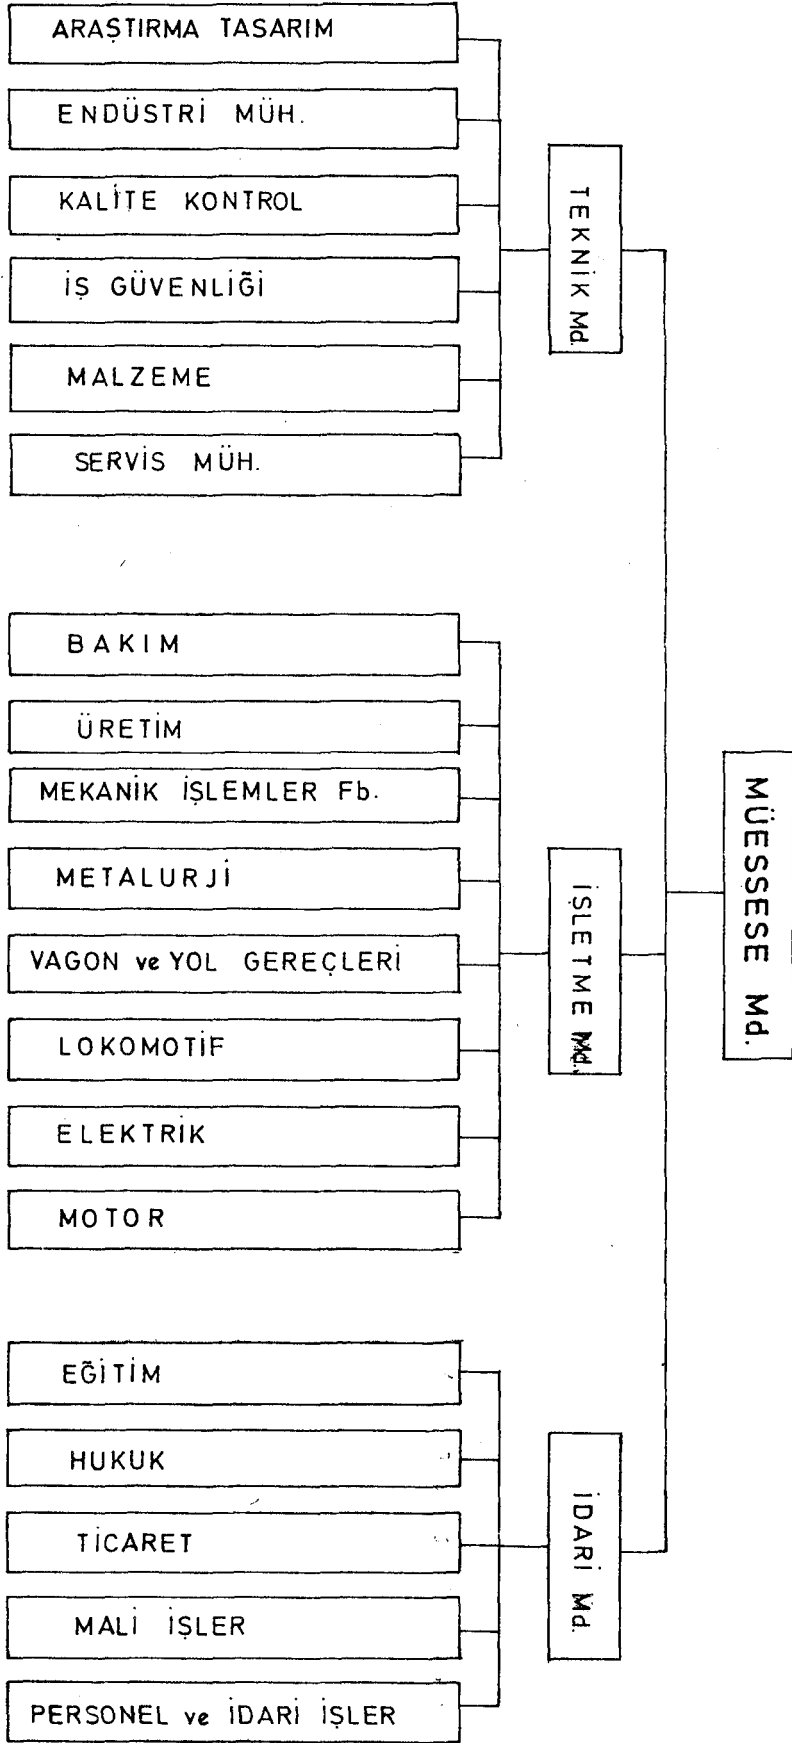 MÜESSESE Md.
TEKNİK Md.
ARAŞTIRMA TASARIM
ENDÜSTRİ MÜH.
KALİTE KONTROL
İŞ GÜVENLİĞİ
MALZEME
SERVİS MÜH.
İŞLETME Md.
BAKIM
ÜRETİM
MEKANİK İŞLEMLER Fb.
METALURJİ
VAGON ve YOL GEREÇLERİ
LOKOMOTİF
ELEKTRİK
MOTOR
İDARİ Md.
EĞİTİM
HUKUK
TİCARET
MALİ İŞLER
PERSONEL ve İDARİ İŞLER